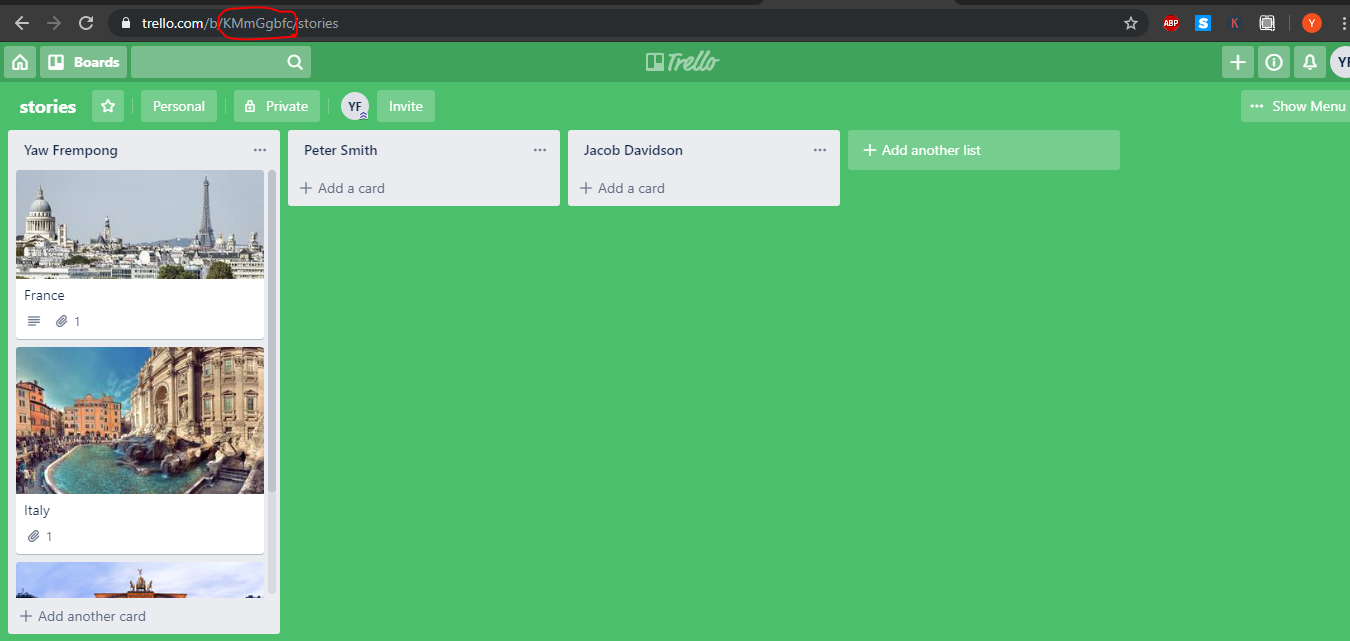 trello.com/b/KMmGgbfc/stories
ABP S K Y
Boards
Trello
YF
stories
Personal
Private
YF
Invite
··· Show Menu
Yaw Frempong
Peter Smith
Jacob Davidson
+ Add another list
+ Add a card
+ Add a card
France
1
Italy
1
+ Add another card